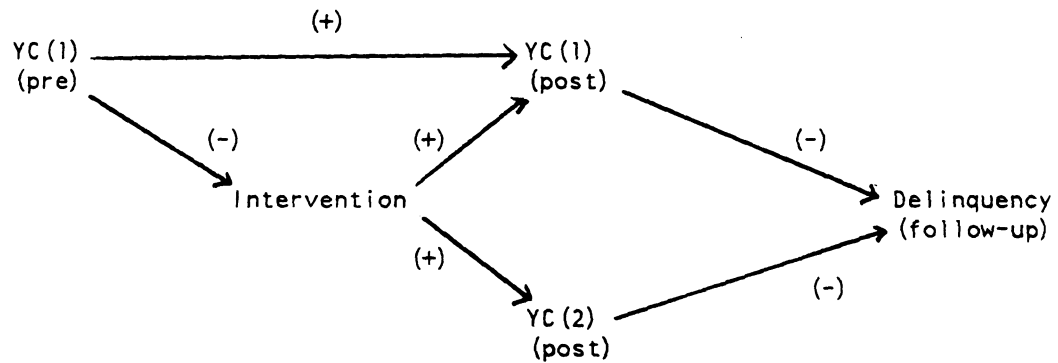 (+)
YC(1)
(pre)
YC(1)
(post)
(-)
(+)
(-)
Intervention
Delinquency
(follow-up)
(+)
(-)
YC(2)
(post)